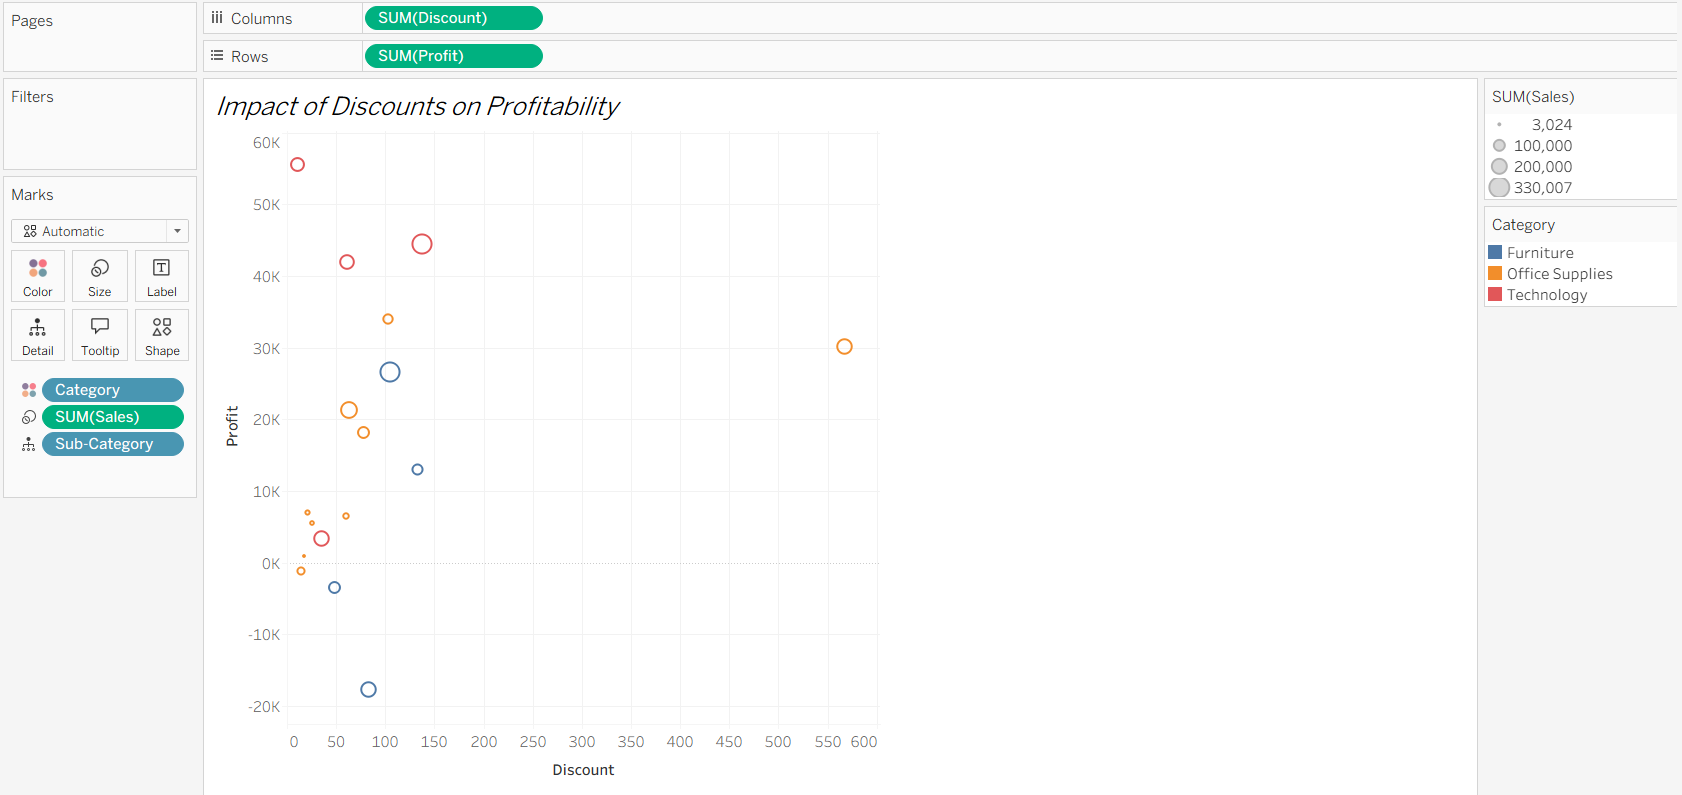 Pages
Columns SUM(Discount)
Rows SUM(Profit)
Filters
Marks
Automatic
Color Size Label
Detail Tooltip Shape
Category
SUM(Sales)
Sub-Category
Impact of Discounts on Profitability
60K
50K
40K
30K
20K
10K
0K
-10K
-20K
Profit
0 50 100 150 200 250 300 350 400 450 500 550 600
Discount
SUM(Sales)
3,024
100,000
200,000
330,007
Category
Furniture
Office Supplies
Technology